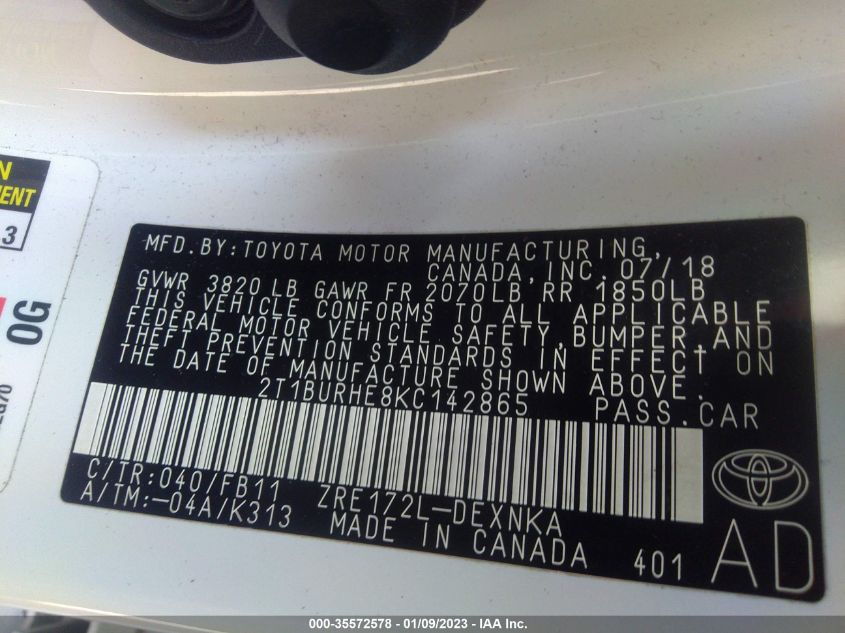 N
ENT
.3
OG
MFD.BY:TOYOTA MOTOR MANUFACTURING,
CANADA, INC. 07/18
GVWR 3820 LB GAWR FR 2070LB, RR 1850LB
THIS VEHICLE CONFORMS TO ALL APPLICABLE
FEDERAL MOTOR VEHICLE SAFETY,BUMPER,AND
THEFT PREVENTION STANDARDS IN EFFECT ON
THE DATE OF MANUFACTURE SHOWN ABOVE.
2T1BURHE8KC142865 PASS.CAR
C/TR:040/FB11 ZRE172L-DEXNKA
A/TM:-04A/K313 MADE IN CANADA 401
AD
000-35572578 - 01/09/2023 - IAA Inc.